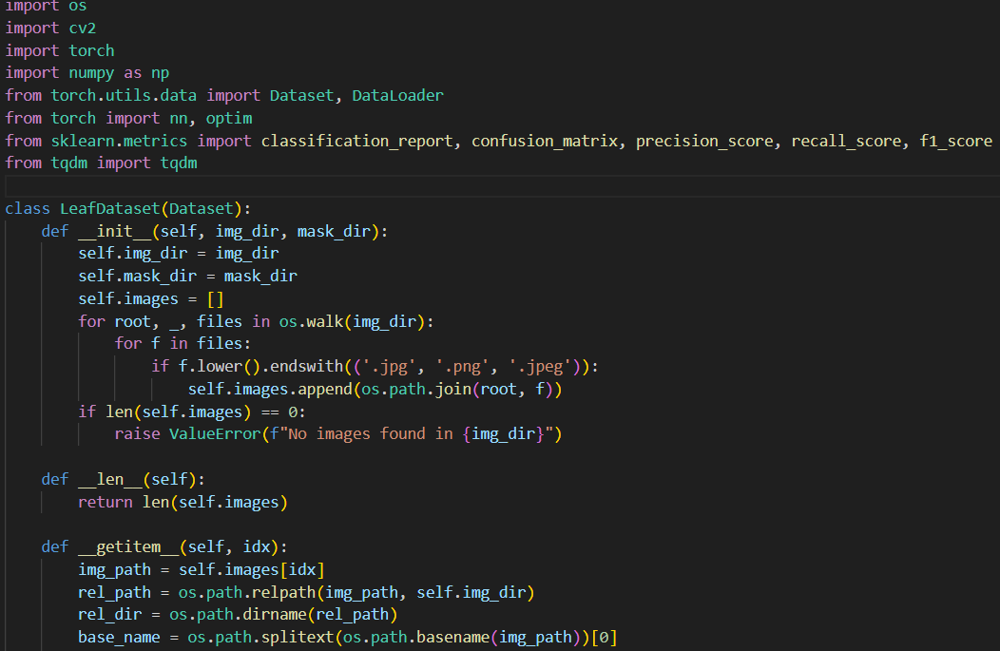 import os
import cv2
import torch
import numpy as np
from torch.utils.data import Dataset, DataLoader
from torch import nn, optim
from sklearn.metrics import classification_report, confusion_matrix, precision_score, recall_score, f1_score
from tqdm import tqdm

class LeafDataset(Dataset):
    def __init__(self, img_dir, mask_dir):
        self.img_dir = img_dir
        self.mask_dir = mask_dir
        self.images = []
        for root, _, files in os.walk(img_dir):
            for f in files:
                if f.lower().endswith(('.jpg', '.png', '.jpeg')):
                    self.images.append(os.path.join(root, f))
        if len(self.images) == 0:
            raise ValueError(f"No images found in {img_dir}")

    def __len__(self):
        return len(self.images)

    def __getitem__(self, idx):
        img_path = self.images[idx]
        rel_path = os.path.relpath(img_path, self.img_dir)
        rel_dir = os.path.dirname(rel_path)
        base_name = os.path.splitext(os.path.basename(img_path))[0]